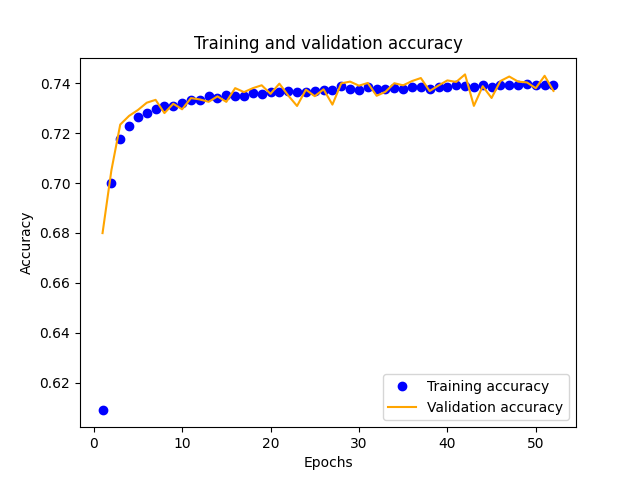 Training and validation accuracy
Accuracy
0.74
0.72
0.70
0.68
0.66
0.64
0.62
Training accuracy
Validation accuracy
0
10
20
30
40
50
Epochs